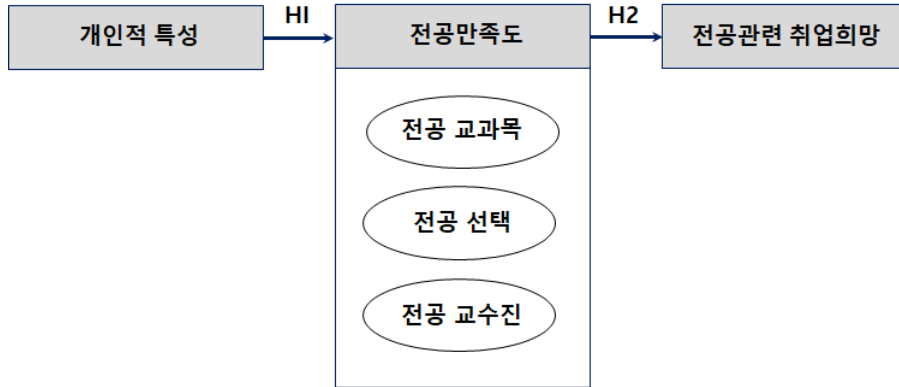 개인적 특성
H1
전공만족도
H2
전공관련 취업희망
전공 교과목
전공 선택
전공 교수진